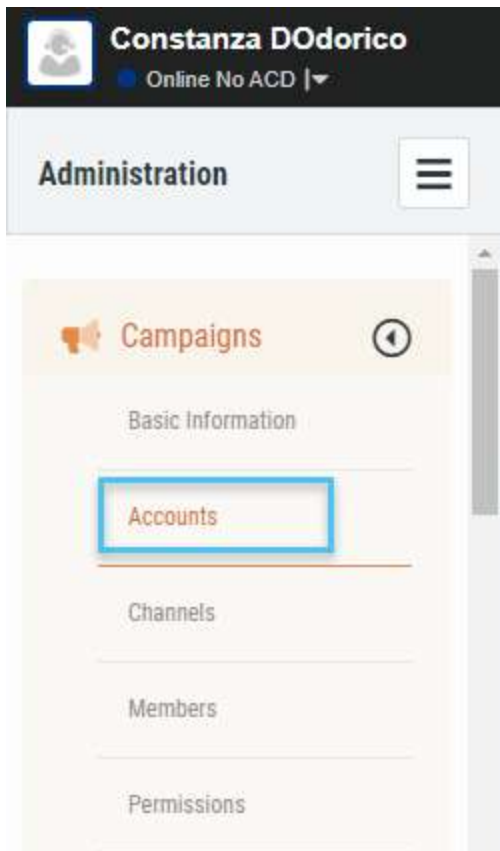 Constanza DOdorico
Online No ACD
Administration
Campaigns
Basic Information
Accounts
Channels
Members
Permissions